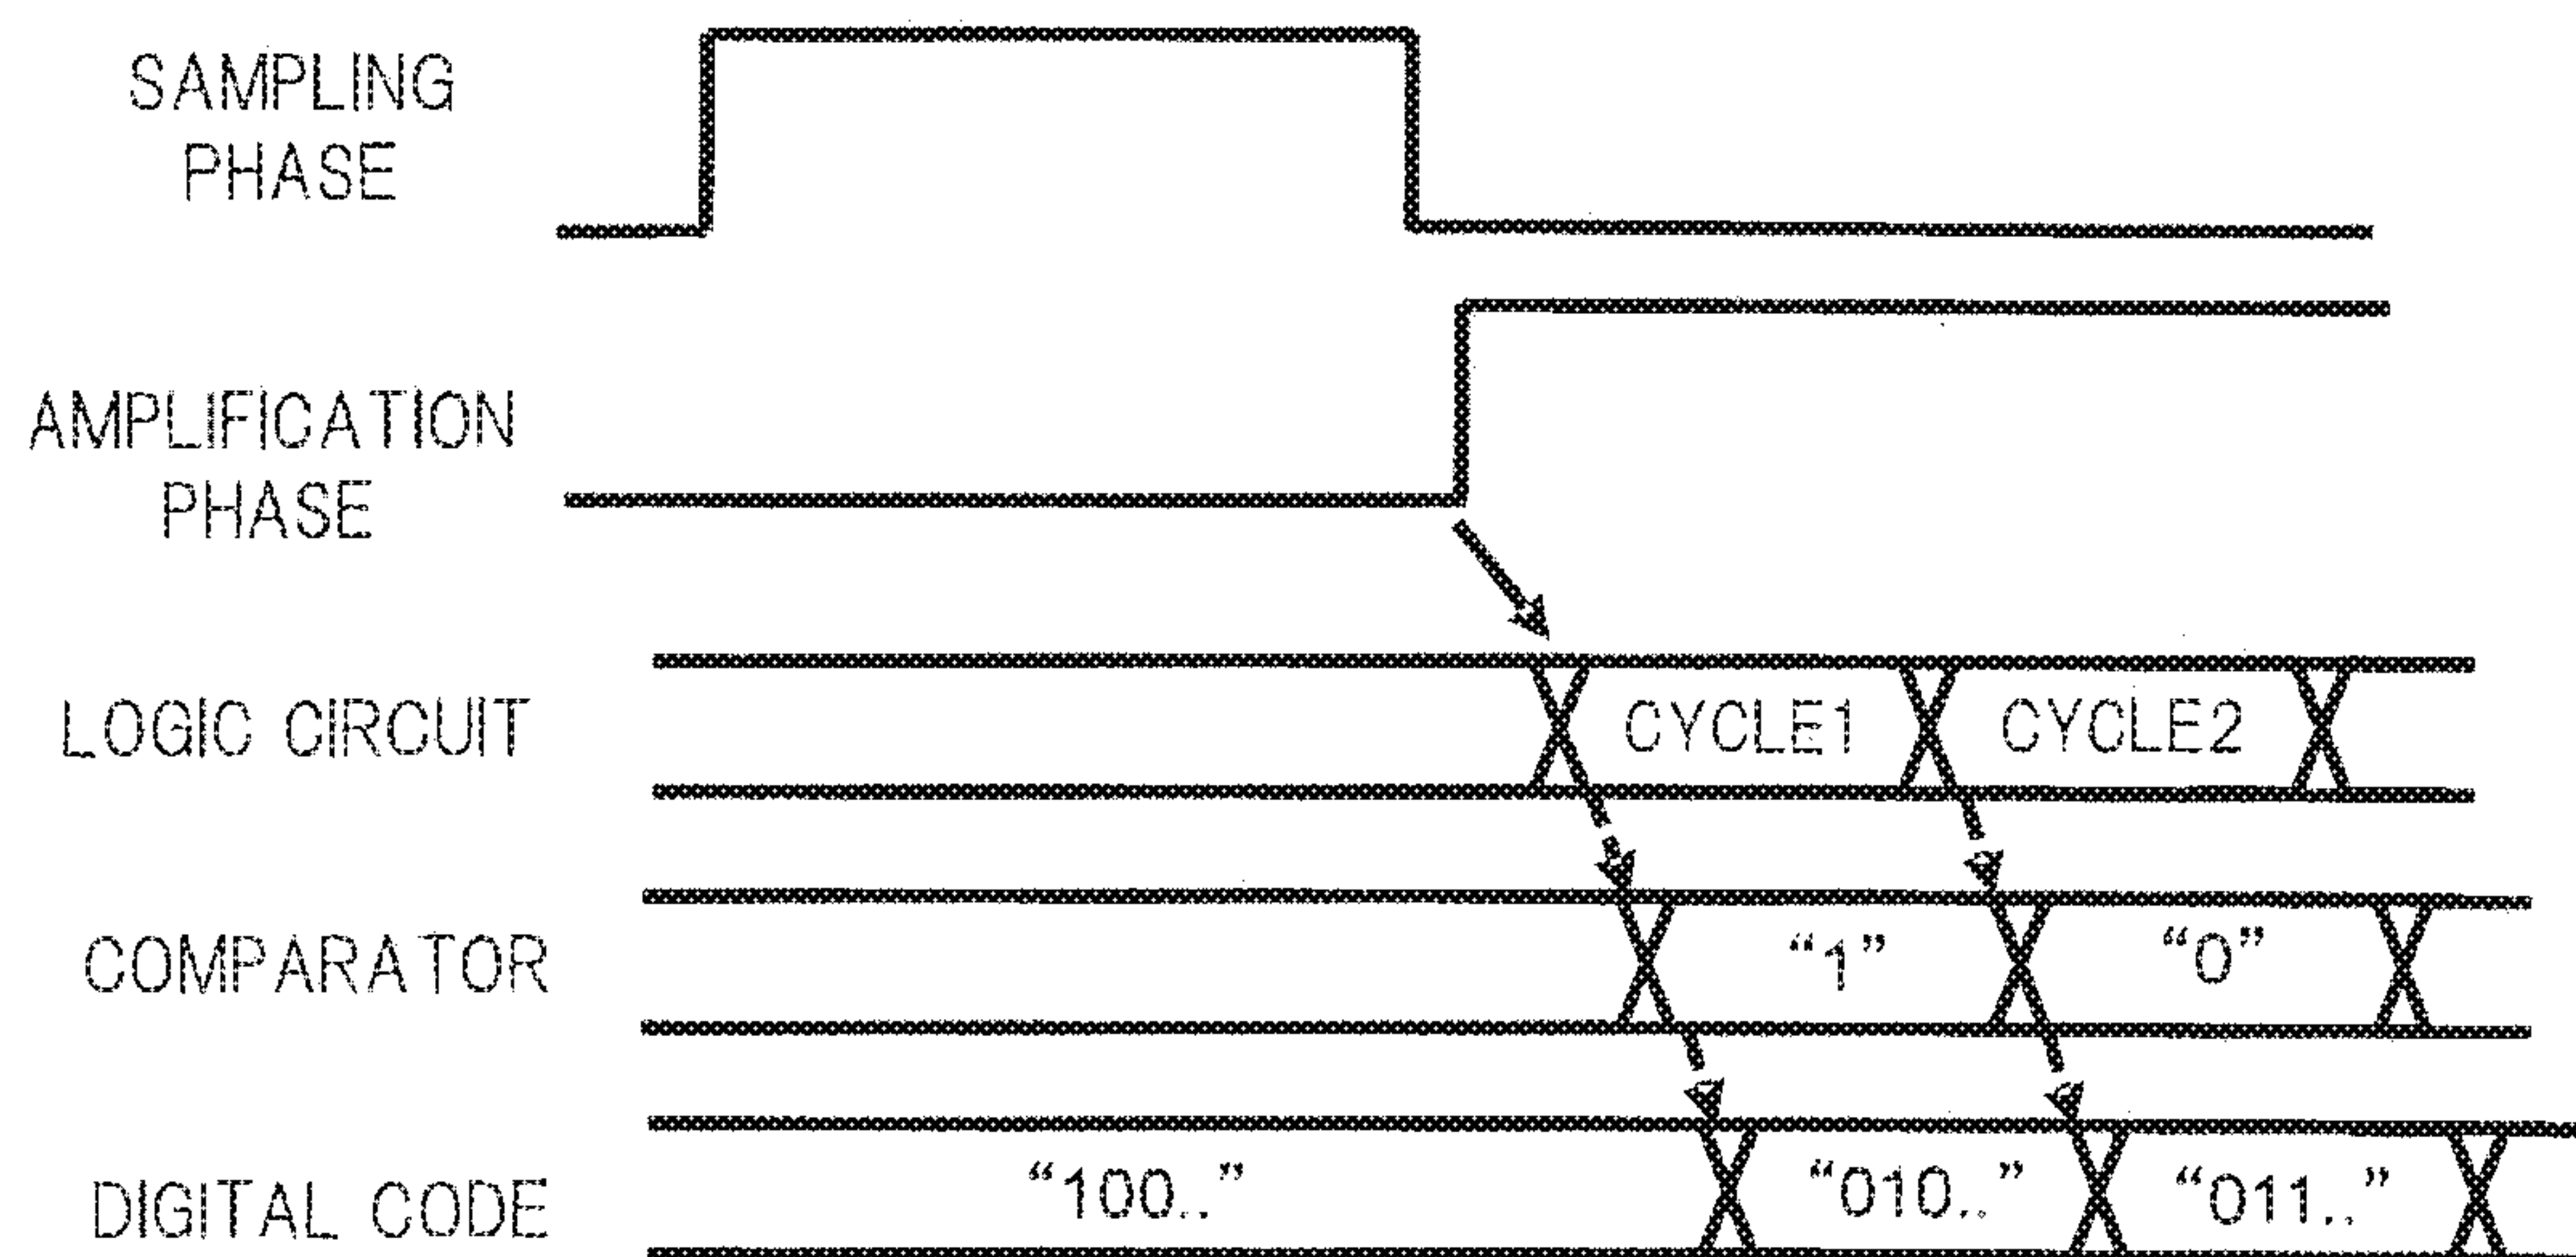 SAMPLING
PHASE
AMPLIFICATION
PHASE
LOGIC CIRCUIT
CYCLE1
CYCLE2
COMPARATOR
“1”
“0”
DIGITAL CODE
“100..”
“010..”
“011..”